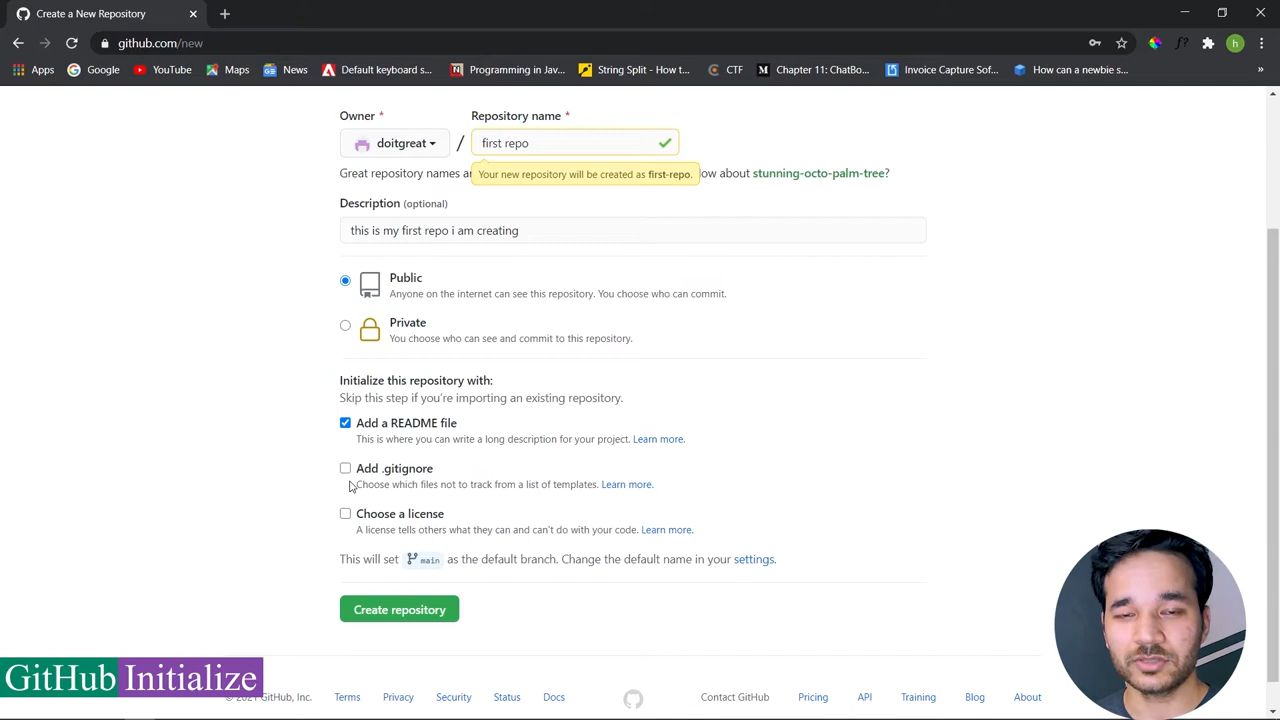 Create a New Repository
github.com/new
h
Apps Google YouTube Maps News Default keyboard s... Programming in Jav... String Split - How t... CTF Chapter 11: ChatBo... Invoice Capture Sof... How can a newbie s... »
Owner * Repository name *
doitgreat / first repo
Great repository names a
Your new repository will be created as first-repo.
ow about stunning-octo-palm-tree?
Description (optional)
this is my first repo i am creating
Public
Anyone on the internet can see this repository. You choose who can commit.
Private
You choose who can see and commit to this repository.
Initialize this repository with:
Skip this step if you're importing an existing repository.
Add a README file
This is where you can write a long description for your project. Learn more.
Add .gitignore
Choose which files not to track from a list of templates. Learn more.
Choose a license
A license tells others what they can and can't do with your code. Learn more.
This will set main as the default branch. Change the default name in your settings.
Create repository
GitHub Initialize
GitHub, Inc. Terms Privacy Security Status Docs Contact GitHub Pricing API Training Blog About